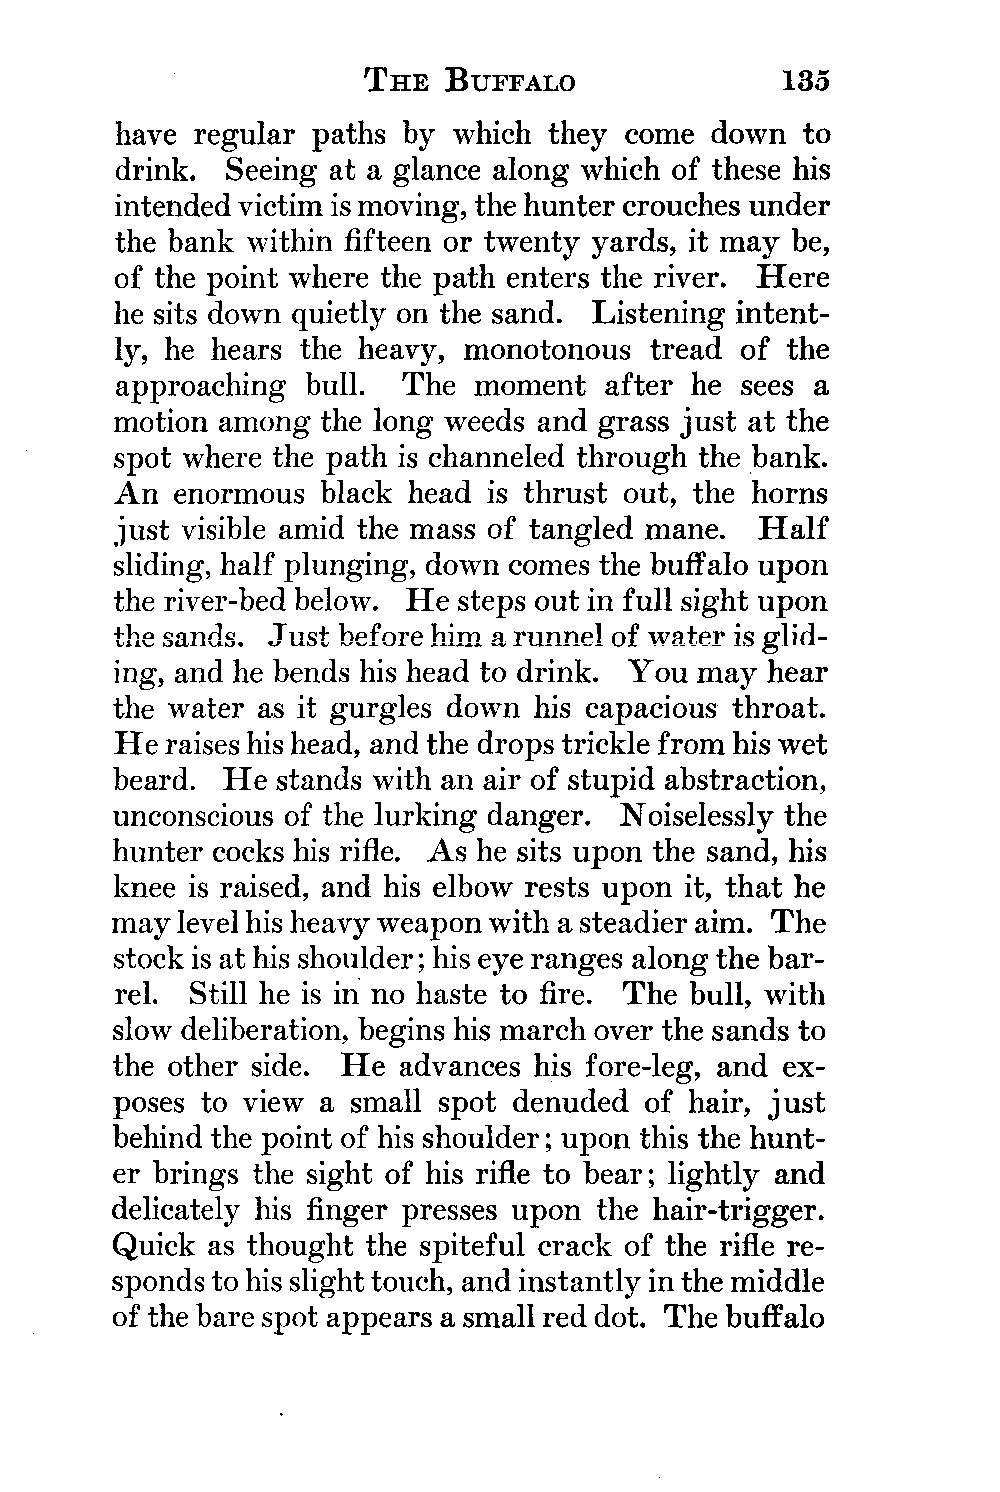 THE BUFFALO 135
have regular paths by which they come down to
drink. Seeing at a glance along which of these his
intended victim is moving, the hunter crouches under
the bank within fifteen or twenty yards, it may be,
of the point where the path enters the river. Here
he sits down quietly on the sand. Listening intent-
ly, he hears the heavy, monotonous tread of the
approaching bull. The moment after he sees a
motion among the long weeds and grass just at the
spot where the path is channeled through the bank.
An enormous black head is thrust out, the horns
just visible amid the mass of tangled mane. Half
sliding, half plunging, down comes the buffalo upon
the river-bed below. He steps out in full sight upon
the sands. Just before him a runnel of water is glid-
ing, and he bends his head to drink. You may hear
the water as it gurgles down his capacious throat.
He raises his head, and the drops trickle from his wet
beard. He stands with an air of stupid abstraction,
unconscious of the lurking danger. Noiselessly the
hunter cocks his rifle. As he sits upon the sand, his
knee is raised, and his elbow rests upon it, that he
may level his heavy weapon with a steadier aim. The
stock is at his shoulder; his eye ranges along the bar-
rel. Still he is in no haste to fire. The bull, with
slow deliberation, begins his march over the sands to
the other side. He advances his fore-leg, and ex-
poses to view a small spot denuded of hair, just
behind the point of his shoulder; upon this the hunt-
er brings the sight of his rifle to bear; lightly and
delicately his finger presses upon the hair-trigger.
Quick as thought the spiteful crack of the rifle re-
sponds to his slight touch, and instantly in the middle
of the bare spot appears a small red dot. The buffalo